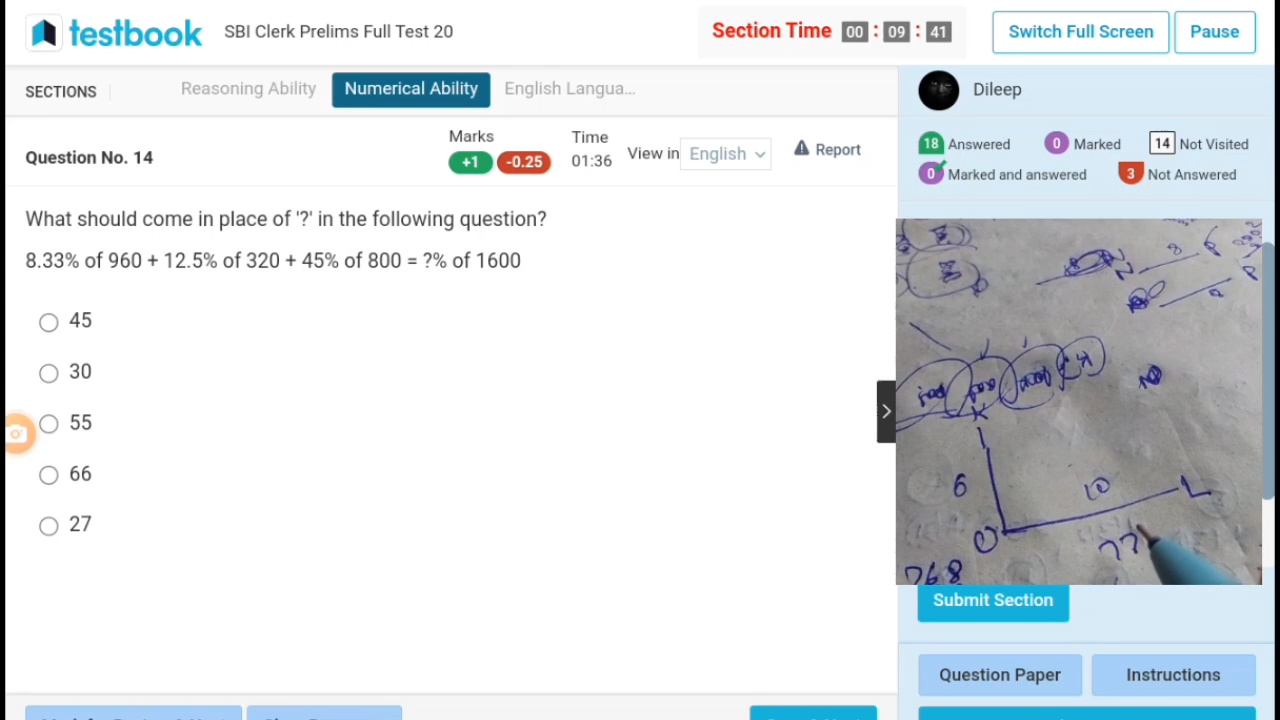 testbook
SBI Clerk Prelims Full Test 20
Section Time 00 : 09 : 41
Switch Full Screen
Pause
SECTIONS
Reasoning Ability
Numerical Ability
English Langua...
Dileep
Question No. 14
Marks
+1 -0.25
Time
01:36
View in English
Report
18 Answered
0 Marked
14 Not Visited
0 Marked and answered
3 Not Answered
What should come in place of '?' in the following question?
8.33% of 960 + 12.5% of 320 + 45% of 800 = ?% of 1600
45
30
55
66
27
K
6
10
L
77
768
Submit Section
Question Paper
Instructions